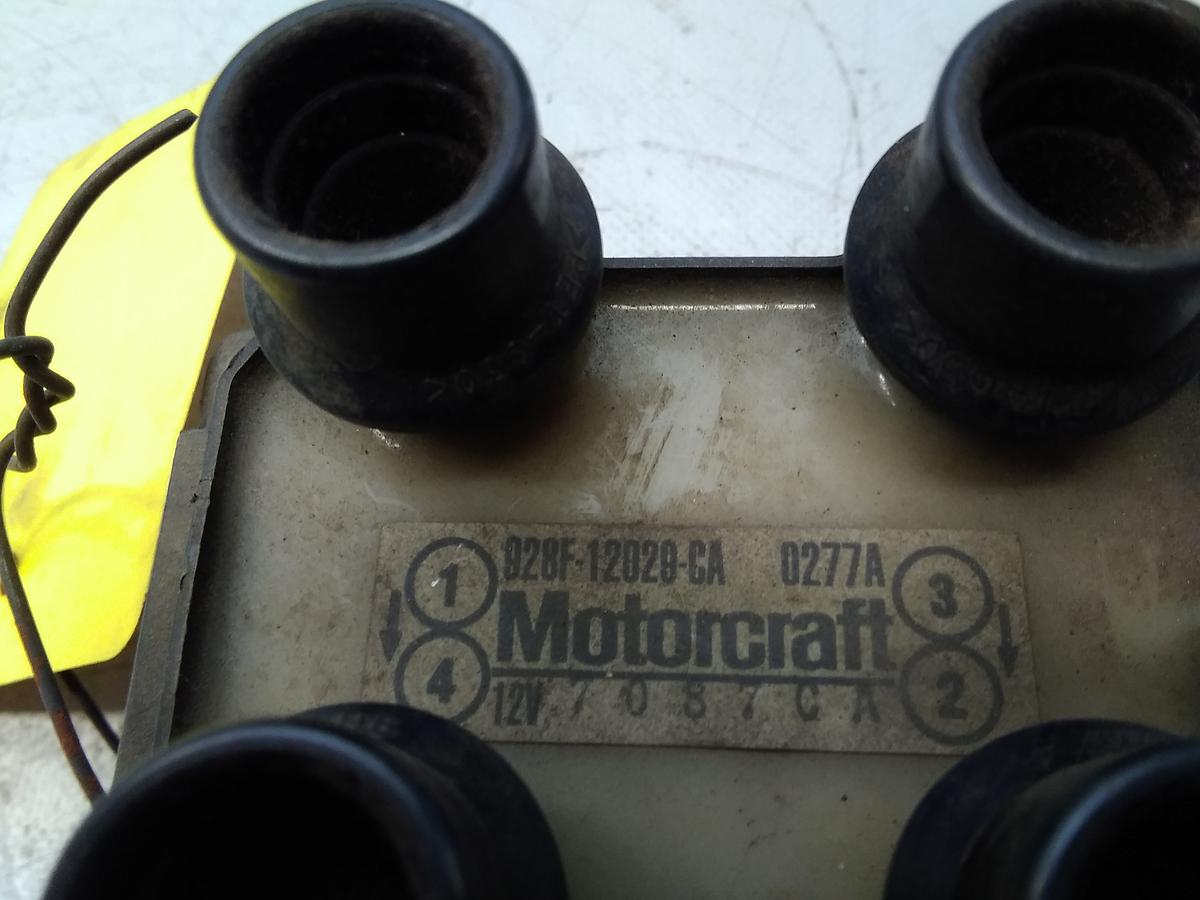 1 928F-12029-CA 0277A 3
Motorcraft
4 12V 7087CA 2